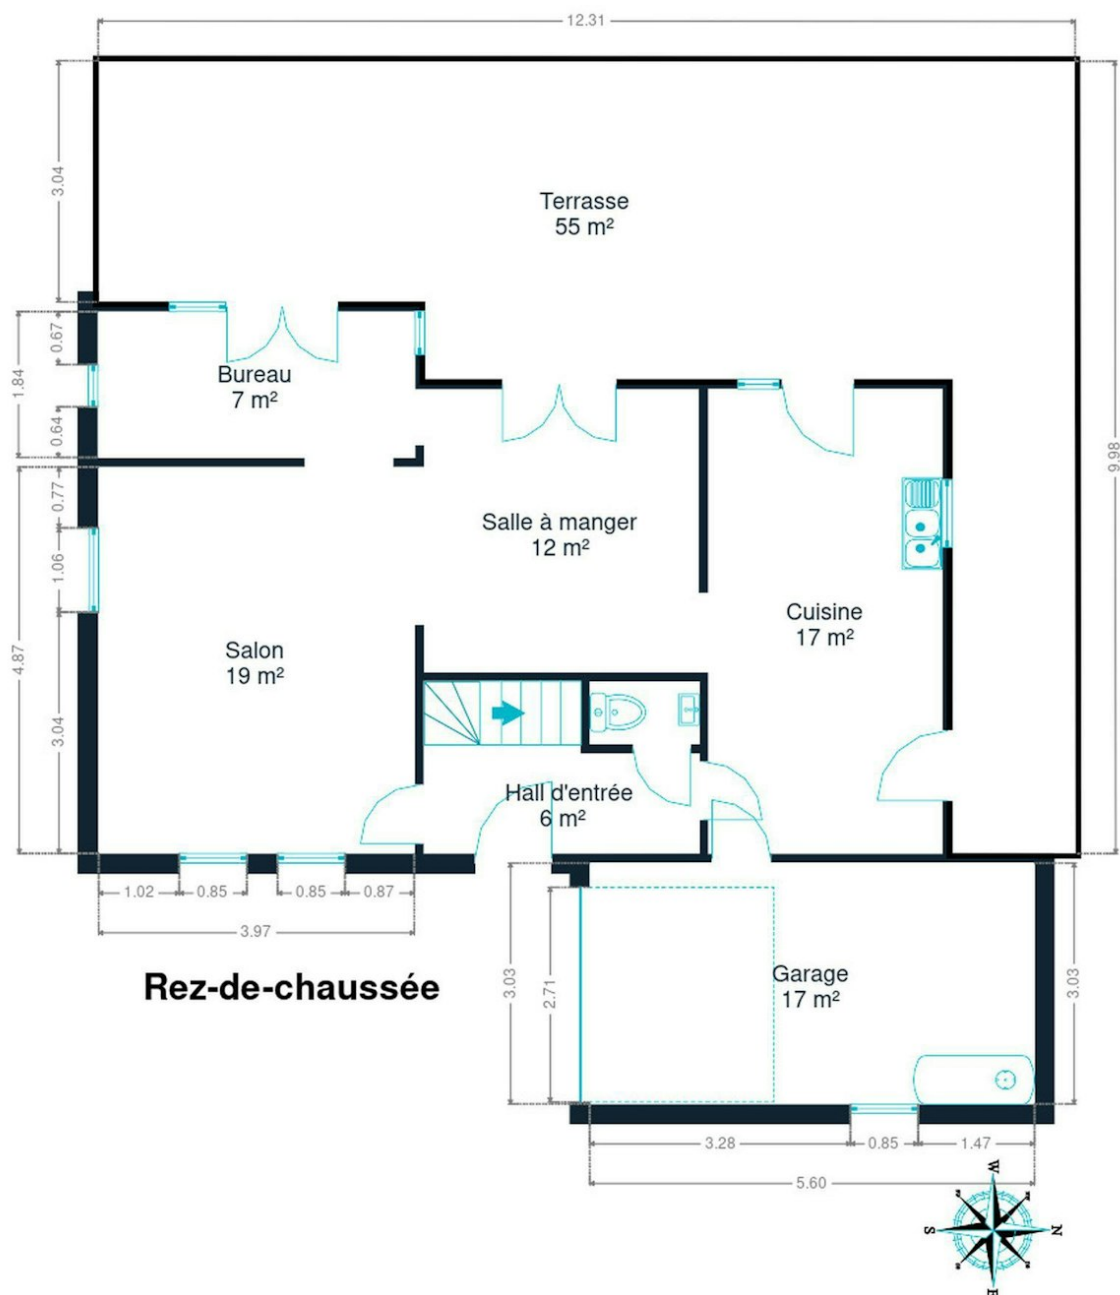 12.31
3.04
9.98
Terrasse
55 m²
0.67
1.84
0.64
Bureau
7 m²
0.77
1.06
4.87
3.04
Salle à manger
12 m²
Cuisine
17 m²
Salon
19 m²
Hall d'entrée
6 m²
1.02
0.85
0.85
0.87
3.97
Rez-de-chaussée
3.03
2.71
Garage
17 m²
3.03
3.28
0.85
1.47
5.60
W
S
N
E